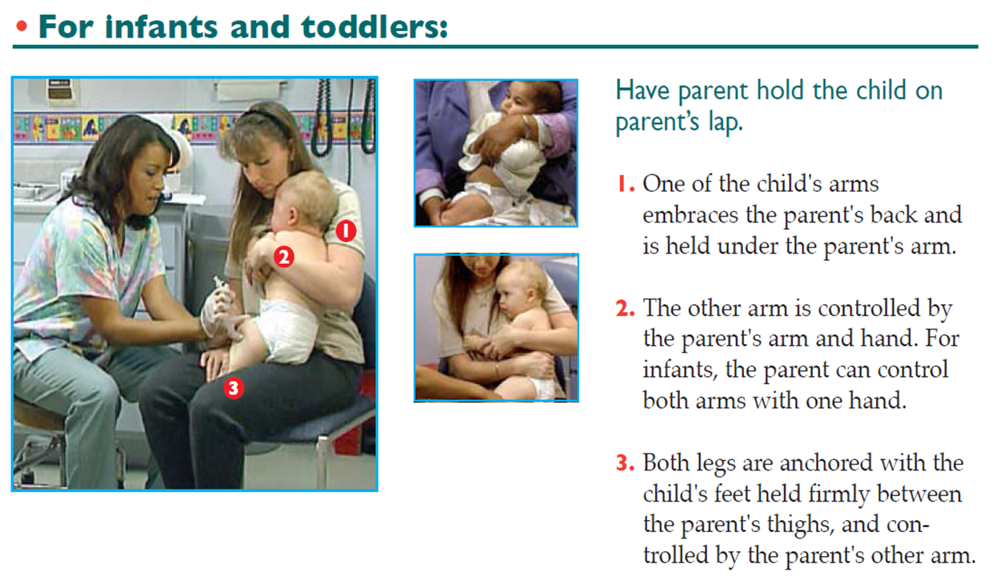 • For infants and toddlers:
Have parent hold the child on
parent's lap.
1. One of the child's arms
embraces the parent's back and
is held under the parent's arm.
2. The other arm is controlled by
the parent's arm and hand. For
infants, the parent can control
both arms with one hand.
3. Both legs are anchored with the
child's feet held firmly between
the parent's thighs, and con-
trolled by the parent's other arm.
1
2
3